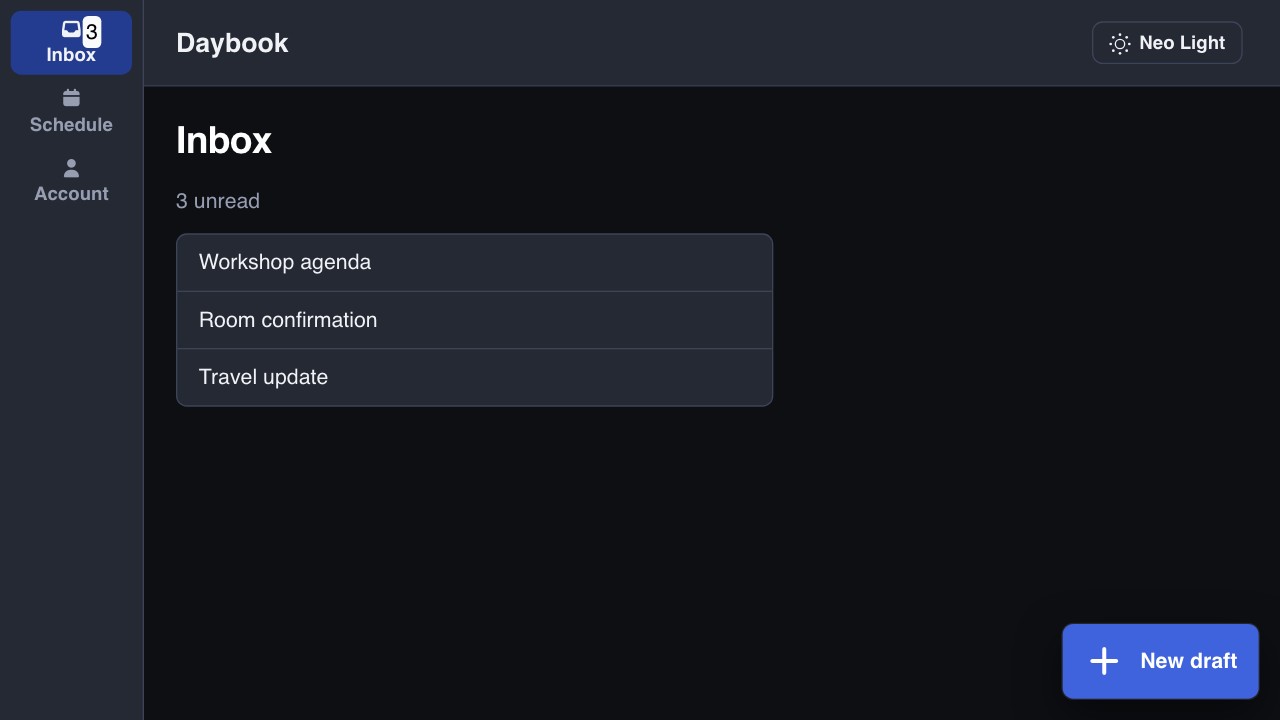 3
Inbox
Schedule
Account
Daybook
Neo Light
Inbox
3 unread
Workshop agenda
Room confirmation
Travel update
New draft